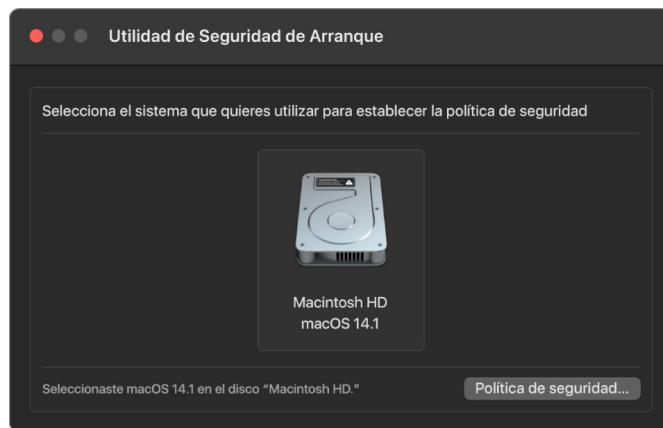 Utilidad de Seguridad de Arranque
Selecciona el sistema que quieres utilizar para establecer la política de seguridad
Macintosh HD
macOS 14.1
Seleccionaste macOS 14.1 en el disco “Macintosh HD.”
Política de seguridad...